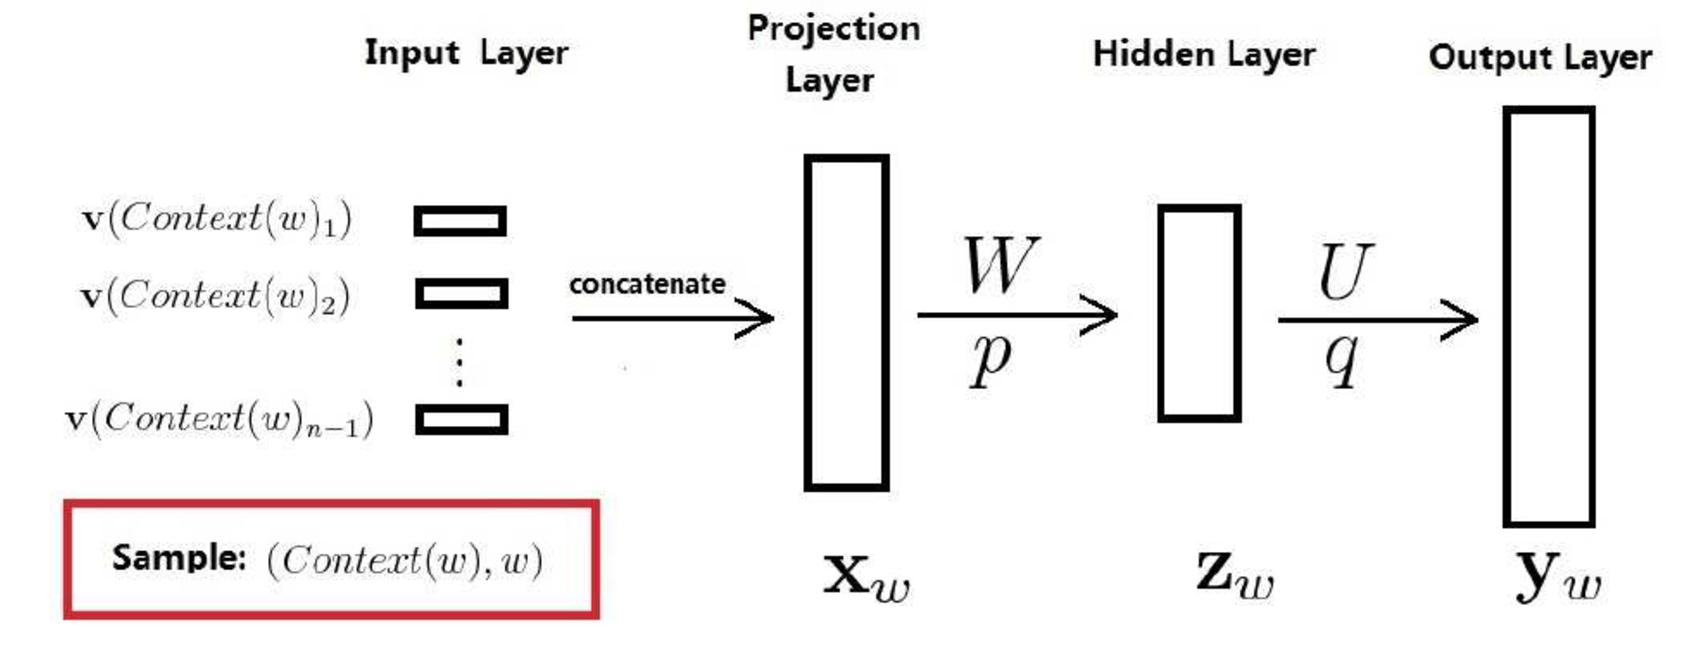 Input Layer
Projection
Layer
Hidden Layer
Output Layer
v(Context(w)₁)
v(Context(w)₂)
⋮
v(Context(w)ₙ₋₁)
concatenate
W
p
U
q
Sample: (Context(w), w)
x_w
z_w
y_w